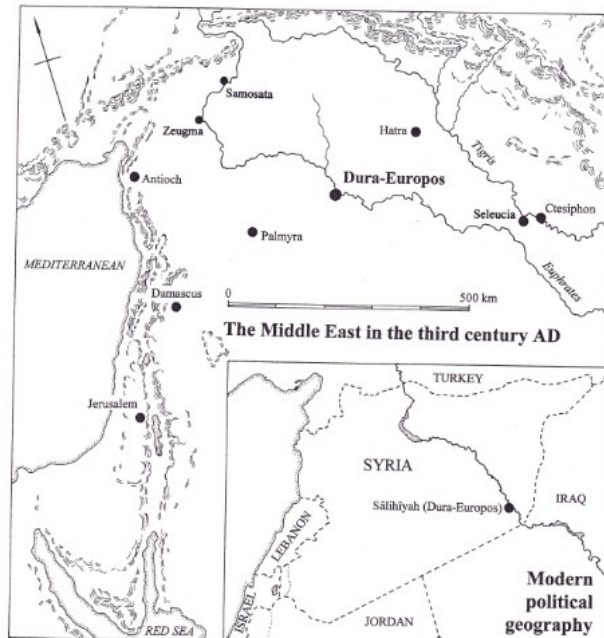 Samosata
Zeugma
Hatra
Tigris
Antioch
Dura-Europos
Seleucia
Ctesiphon
Palmyra
MEDITERRANEAN
Euphrates
Damascus
0
500 km
The Middle East in the third century AD
Jerusalem
RED SEA
TURKEY
SYRIA
IRAQ
Sālihīyah (Dura-Europos)
LEBANON
ISRAEL
JORDAN
Modern
political
geography